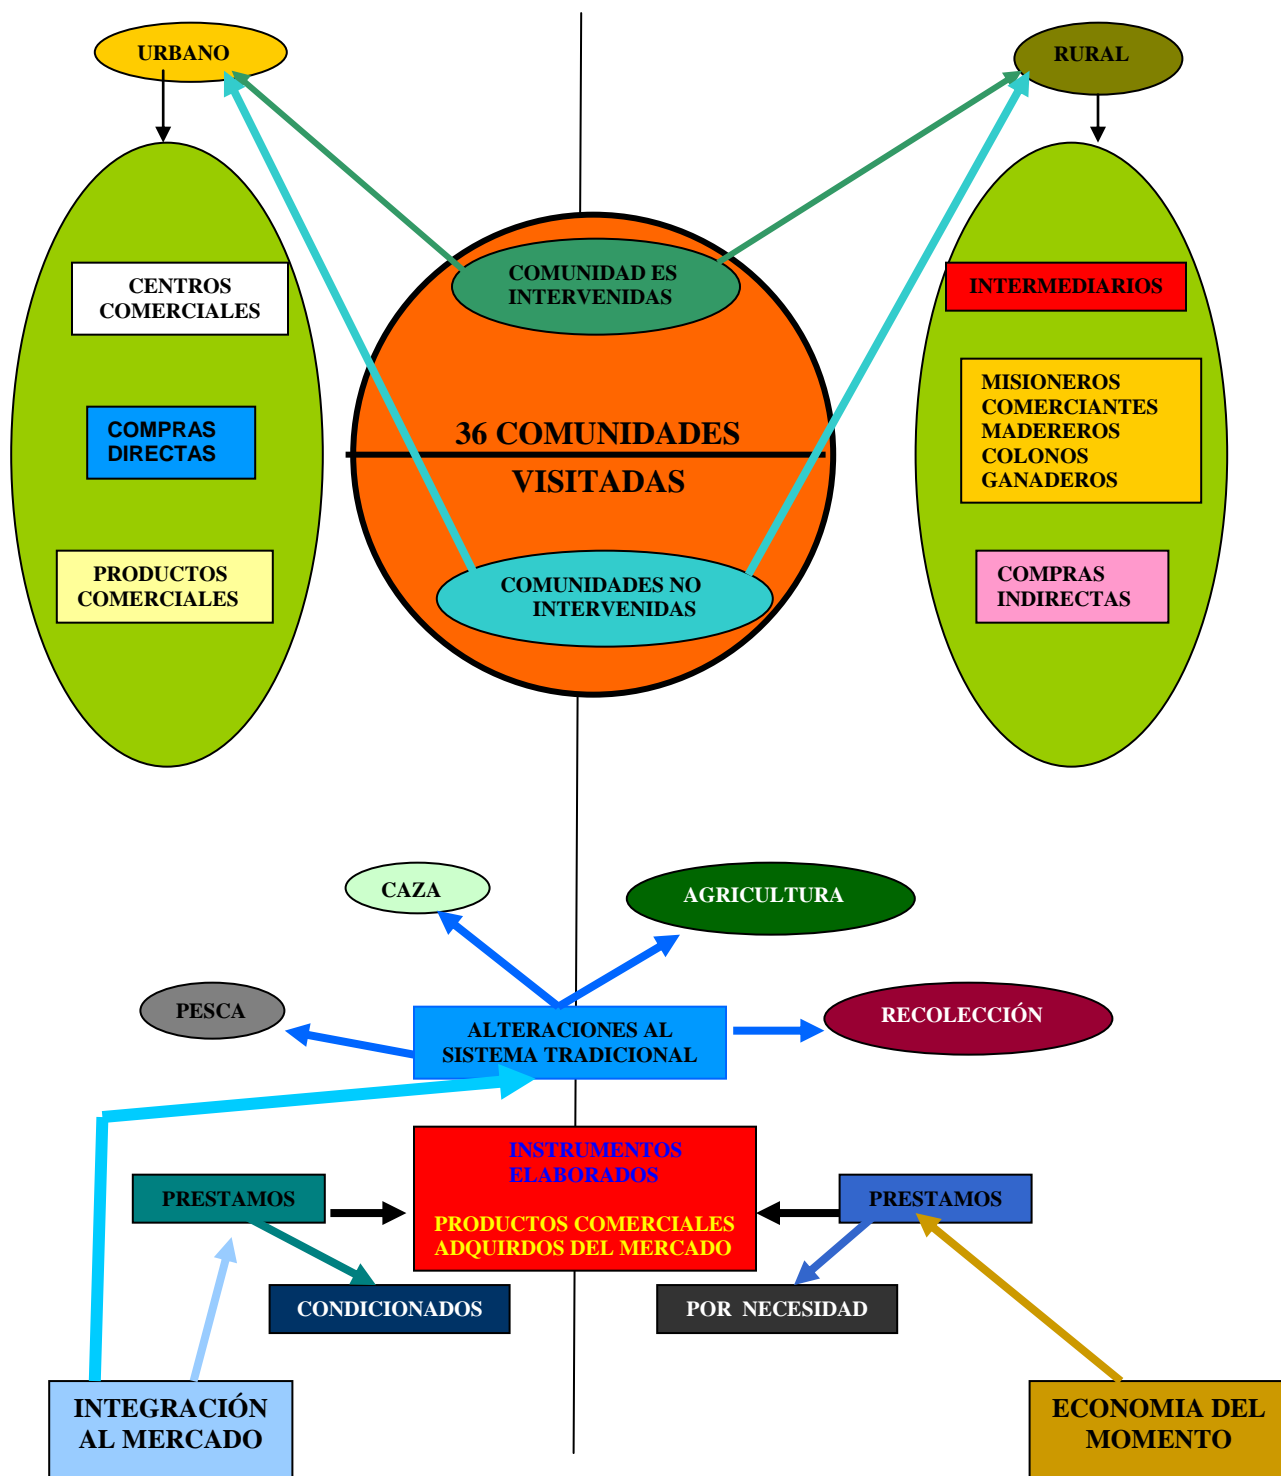 URBANO
RURAL
COMUNIDAD ES
INTERVENIDAS
CENTROS
COMERCIALES
INTERMEDIARIOS
MISIONEROS
COMERCIANTES
MADEREROS
COLONOS
GANADEROS
COMPRAS
DIRECTAS
36 COMUNIDADES
VISITADAS
PRODUCTOS
COMERCIALES
COMUNIDADES NO
INTERVENIDAS
COMPRAS
INDIRECTAS
CAZA
AGRICULTURA
PESCA
RECOLECCIÓN
ALTERACIONES AL
SISTEMA TRADICIONAL
INSTRUMENTOS
ELABORADOS
PRODUCTOS COMERCIALES
ADQUIRDOS DEL MERCADO
PRESTAMOS
PRESTAMOS
CONDICIONADOS
POR NECESIDAD
INTEGRACIÓN
AL MERCADO
ECONOMIA DEL
MOMENTO